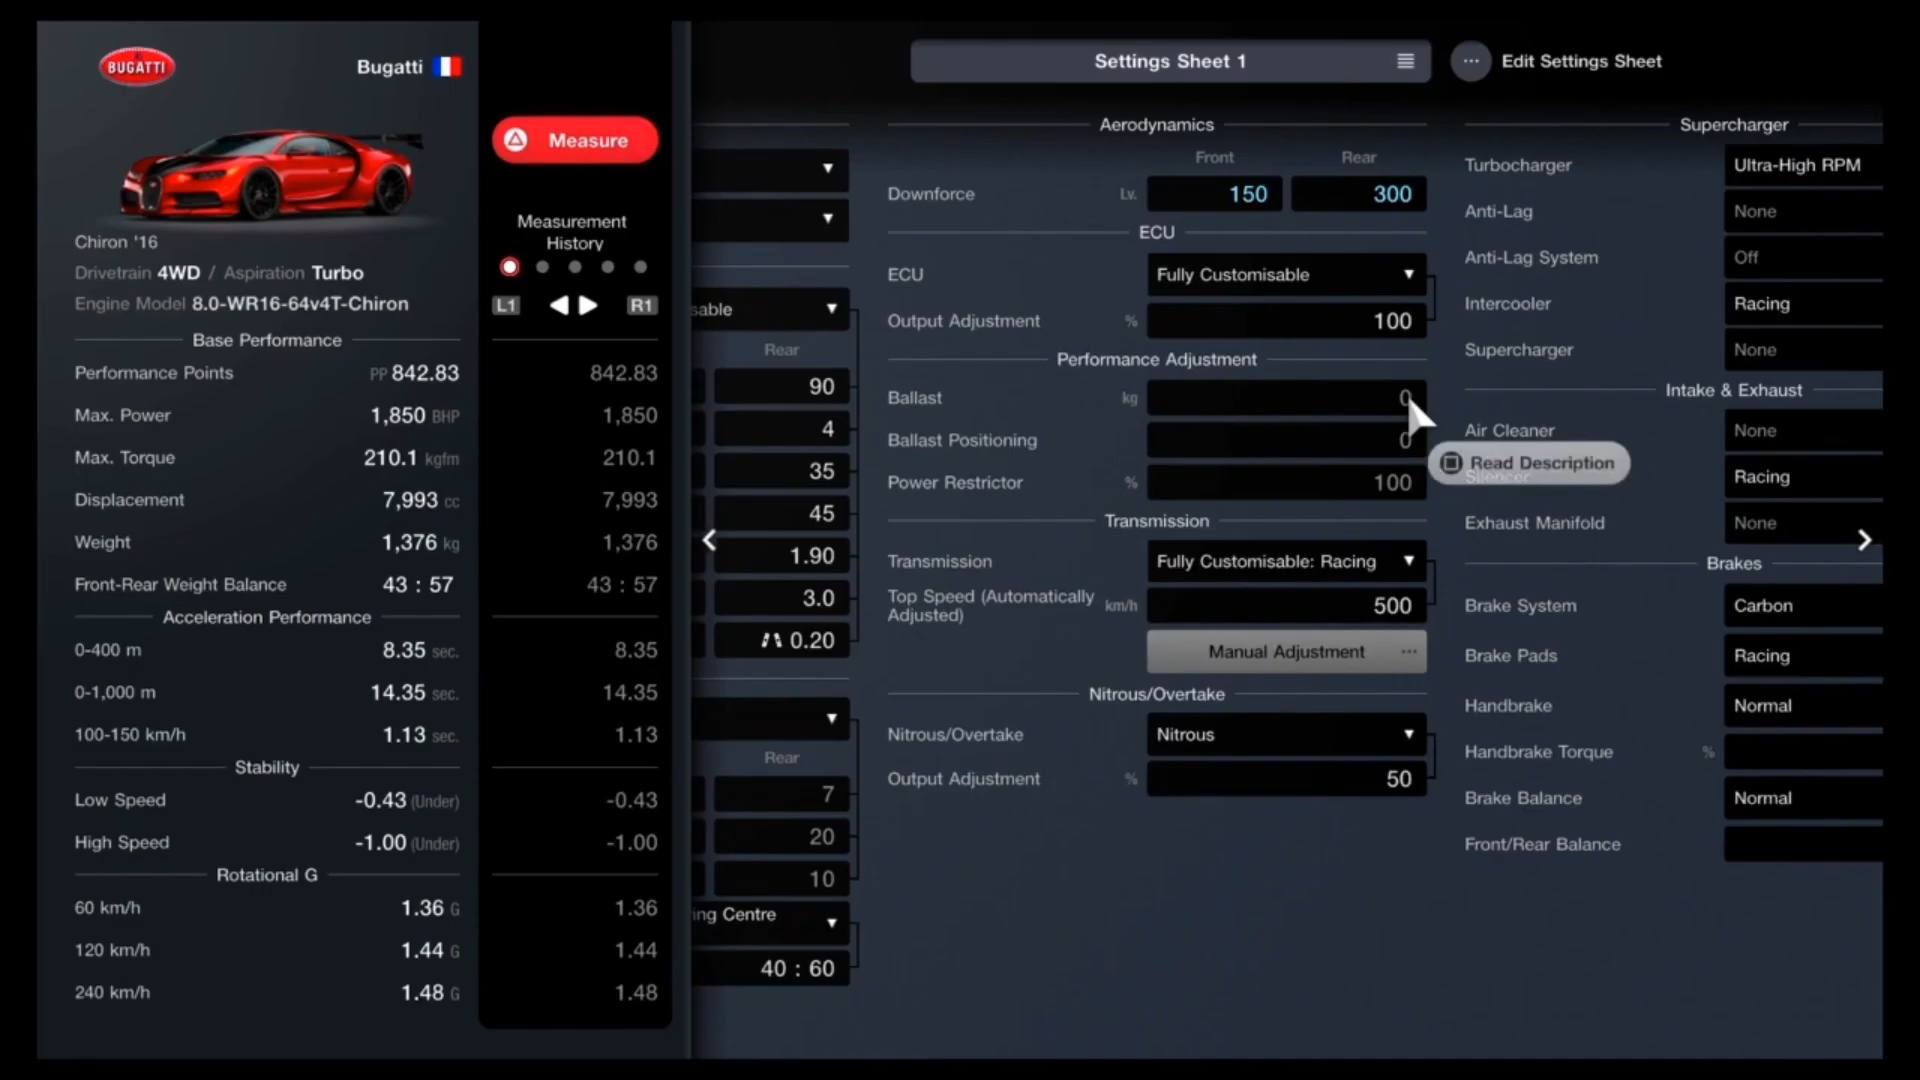 BUGATTI
Bugatti
Chiron '16
Drivetrain 4WD / Aspiration Turbo
Engine Model 8.0-WR16-64v4T-Chiron
Base Performance
Performance Points PP 842.83
Max. Power 1,850 BHP
Max. Torque 210.1 kgfm
Displacement 7,993 cc
Weight 1,376 kg
Front-Rear Weight Balance 43 : 57
Acceleration Performance
0-400 m 8.35 sec.
0-1,000 m 14.35 sec.
100-150 km/h 1.13 sec.
Stability
Low Speed -0.43 (Under)
High Speed -1.00 (Under)
Rotational G
60 km/h 1.36 G
120 km/h 1.44 G
240 km/h 1.48 G
Measure
Measurement
History
L1 R1
842.83
1,850
210.1
7,993
1,376
43 : 57
8.35
14.35
1.13
-0.43
-1.00
1.36
1.44
1.48
sable
Rear
90
4
35
45
1.90
3.0
0.20
Rear
7
20
10
ing Centre
40 : 60
Settings Sheet 1
Edit Settings Sheet
Aerodynamics
Front Rear
Downforce Lv. 150 300
ECU
ECU Fully Customisable
Output Adjustment % 100
Performance Adjustment
Ballast kg 0
Ballast Positioning 0
Power Restrictor % 100
Transmission
Transmission Fully Customisable: Racing
Top Speed (Automatically
Adjusted) km/h 500
Manual Adjustment
Nitrous/Overtake
Nitrous/Overtake Nitrous
Output Adjustment % 50
Supercharger
Turbocharger Ultra-High RPM
Anti-Lag None
Anti-Lag System Off
Intercooler Racing
Supercharger None
Intake & Exhaust
Air Cleaner None
Read Description
Silencer Racing
Exhaust Manifold None
Brakes
Brake System Carbon
Brake Pads Racing
Handbrake Normal
Handbrake Torque %
Brake Balance Normal
Front/Rear Balance